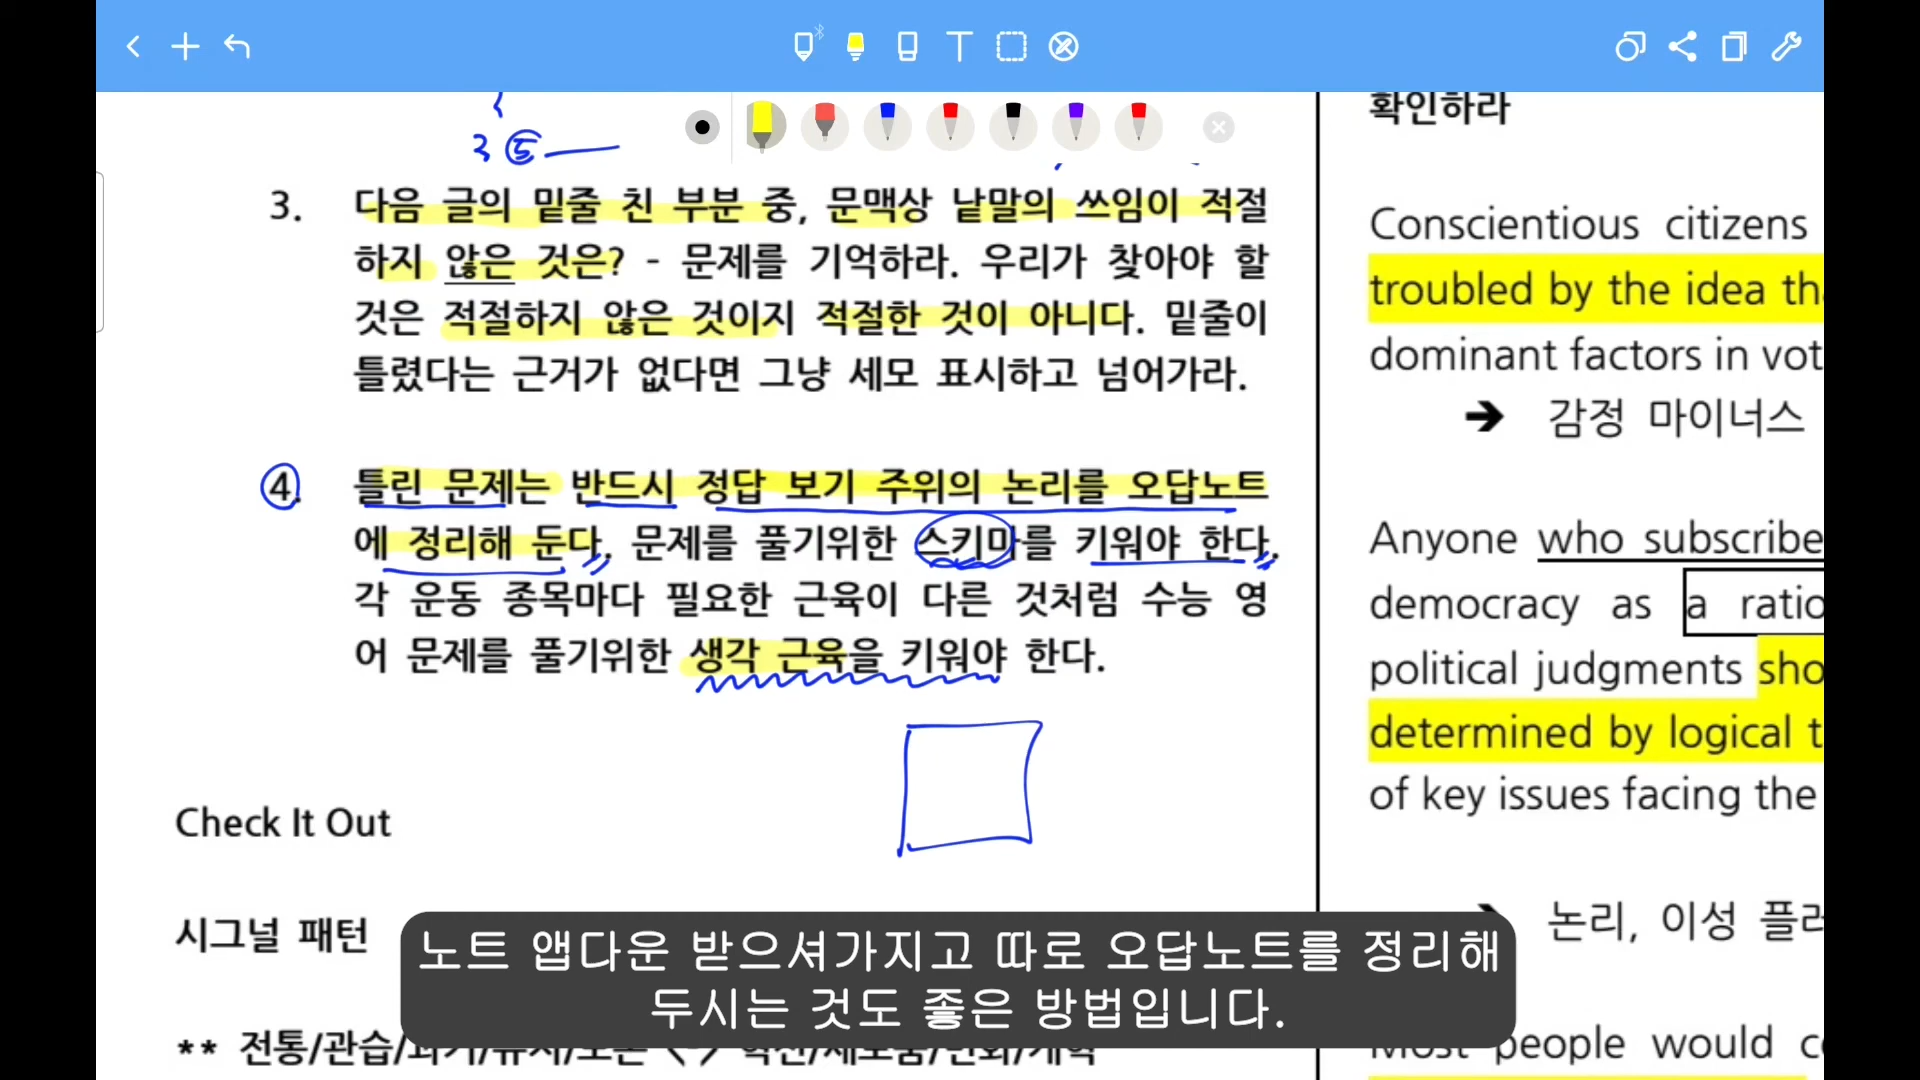 3 ⑤
3. 다음 글의 밑줄 친 부분 중, 문맥상 낱말의 쓰임이 적절
하지 않은 것은? - 문제를 기억하라. 우리가 찾아야 할
것은 적절하지 않은 것이지 적절한 것이 아니다. 밑줄이
틀렸다는 근거가 없다면 그냥 세모 표시하고 넘어가라.
4. 틀린 문제는 반드시 정답 보기 주위의 논리를 오답노트
에 정리해 둔다. 문제를 풀기위한 스키마를 키워야 한다.
각 운동 종목마다 필요한 근육이 다른 것처럼 수능 영
어 문제를 풀기위한 생각 근육을 키워야 한다.
Check It Out
시그널 패턴
** 전통/관습/
확인하라
Conscientious citizens
troubled by the idea
dominant factors in
➔ 감정 마이너스
Anyone who subscribe
democracy as a
political judgments
determined by logical
of key issues facing the
논리, 이성
Most people would
노트 앱다운 받으셔가지고 따로 오답노트를 정리해
두시는 것도 좋은 방법입니다.